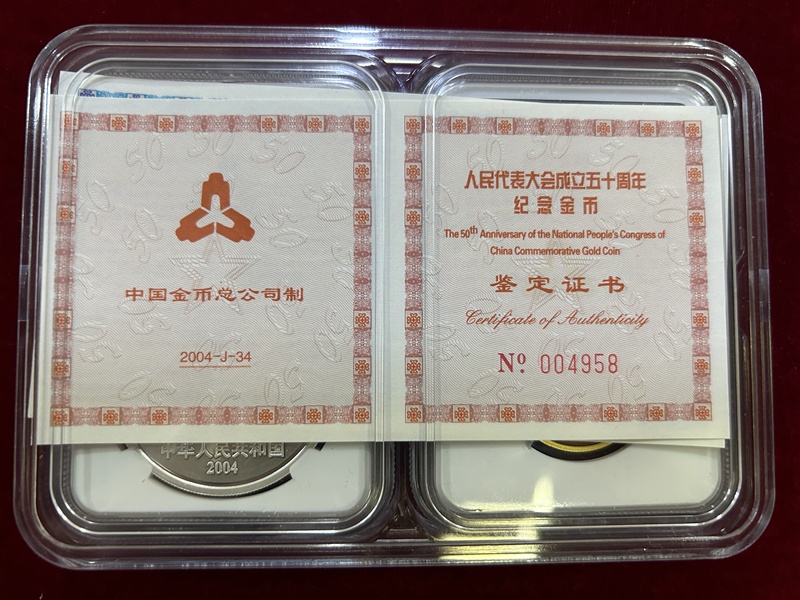 中国金币总公司制
2004-J-34
人民代表大会成立五十周年
纪念金币
The 50th Anniversary of the National People's Congress of
China Commemorative Gold Coin
鉴定证书
Certificate of Authenticity
Nº 004958
中华人民共和国
2004